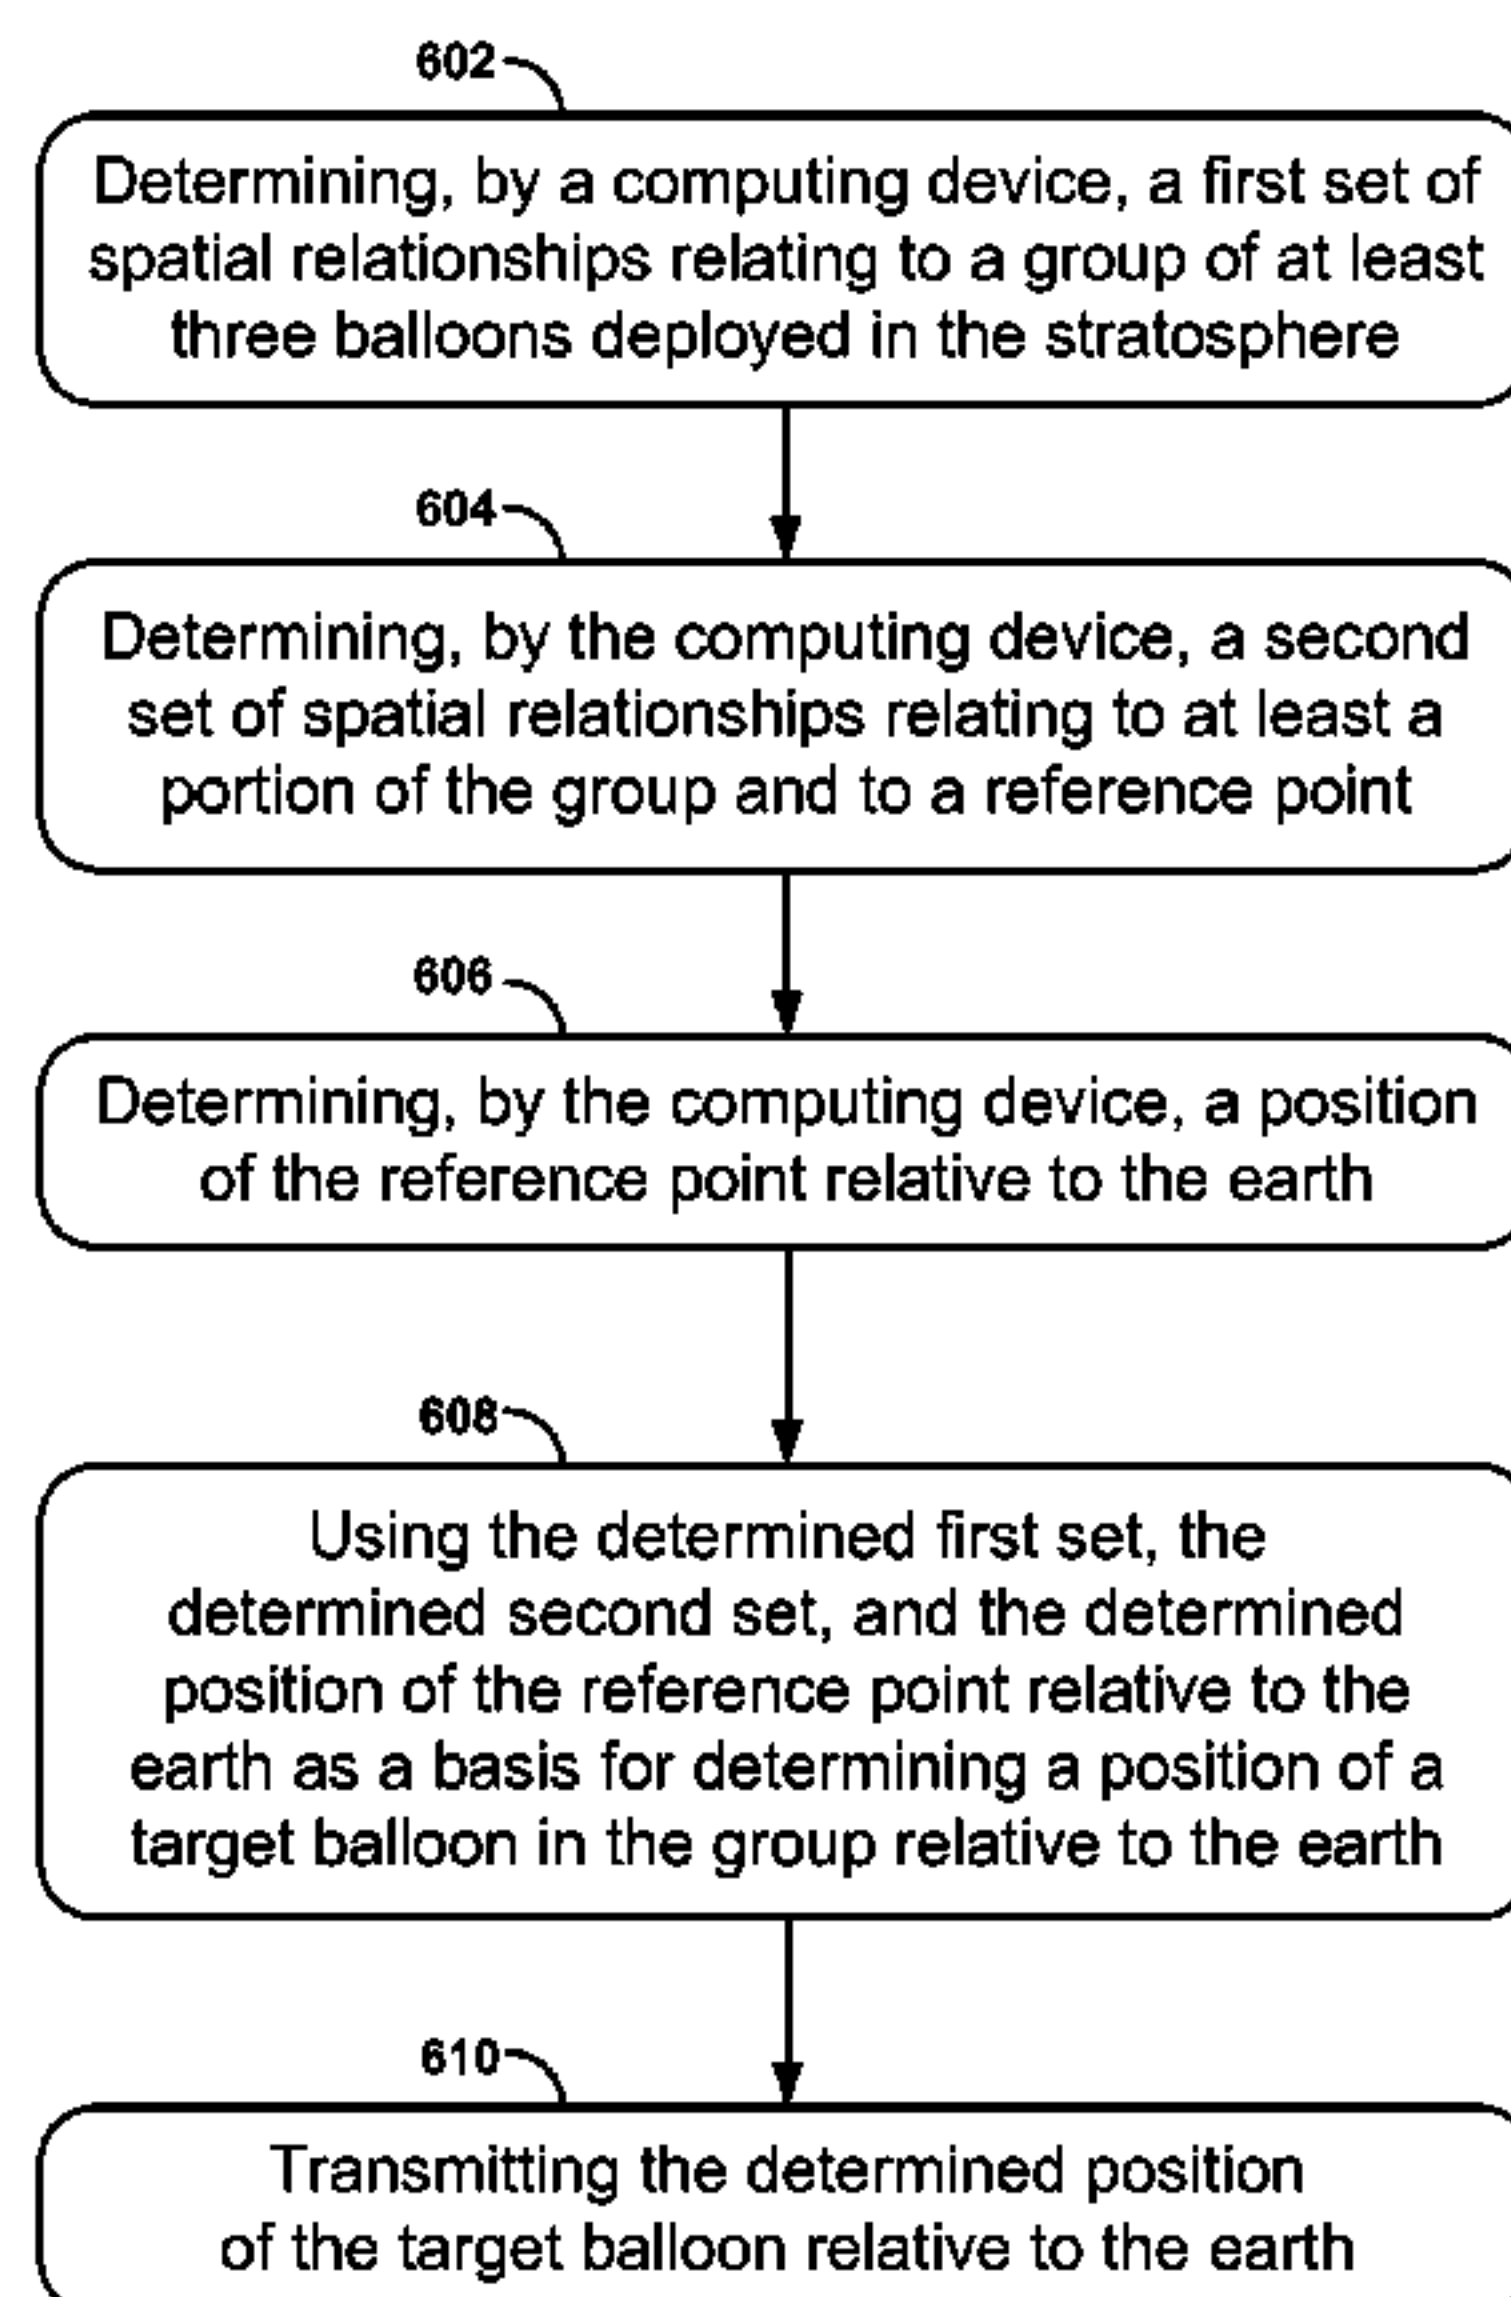 602
Determining, by a computing device, a first set of
spatial relationships relating to a group of at least
three balloons deployed in the stratosphere
604
Determining, by the computing device, a second
set of spatial relationships relating to at least a
portion of the group and to a reference point
606
Determining, by the computing device, a position
of the reference point relative to the earth
608
Using the determined first set, the
determined second set, and the determined
position of the reference point relative to the
earth as a basis for determining a position of a
target balloon in the group relative to the earth
610
Transmitting the determined position
of the target balloon relative to the earth